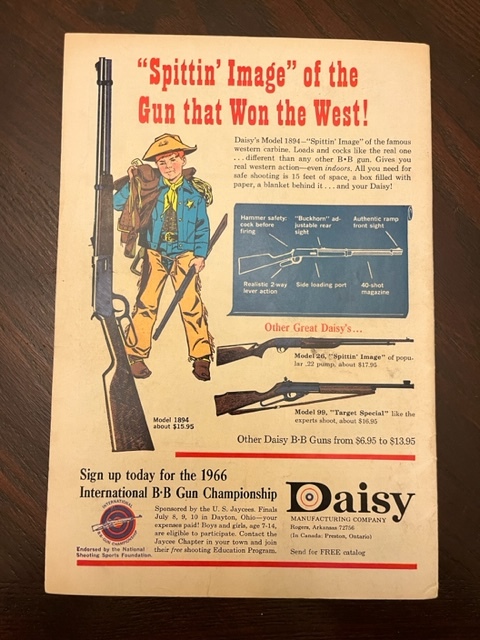 "Spittin' Image" of the
Gun that Won the West!
Daisy's Model 1894—"Spittin' Image" of the famous
western carbine. Loads and cocks like the real one
. . . different than any other B•B gun. Gives you
real western action—even indoors. All you need for
safe shooting is 15 feet of space, a box filled with
paper, a blanket behind it . . . and your Daisy!
Hammer safety:
cock before
firing
"Buckhorn" ad-
justable rear
sight
Authentic ramp
front sight
Realistic 2-way
lever action
Side loading port
40-shot
magazine
Other Great Daisy's...
Model 26, "Spittin' Image" of popu-
lar .22 pump, about $17.95
Model 99, "Target Special" like the
experts shoot, about $16.95
Model 1894
about $15.95
Other Daisy B·B Guns from $6.95 to $13.95
Sign up today for the 1966
International B·B Gun Championship
INTERNATIONAL
BB GUN CHAMPIONSHIP
Endorsed by the National
Shooting Sports Foundation.
Sponsored by the U. S. Jaycees. Finals
July 8, 9, 10 in Dayton, Ohio—your
expenses paid! Boys and girls, age 7-14,
are eligible to participate. Contact the
Jaycee Chapter in your town and join
their free shooting Education Program.
Daisy
MANUFACTURING COMPANY
Rogers, Arkansas 72756
(In Canada: Preston, Ontario)
Send for FREE catalog